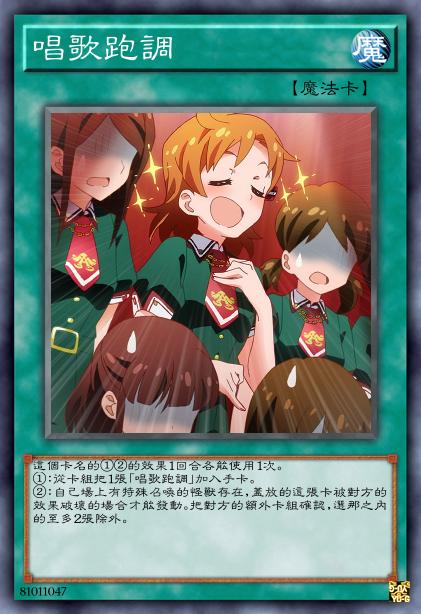 唱歌跑調
魔
【魔法卡】
這個卡名的①②的效果1回合各能使用1次。
①:從卡組把1張「唱歌跑調」加入手卡。
②:自己場上有特殊召喚的怪獸存在,蓋放的這張卡被對方的
效果破壞的場合才能發動。把對方的額外卡組確認,選那之內
的至多2張除外。
81011047